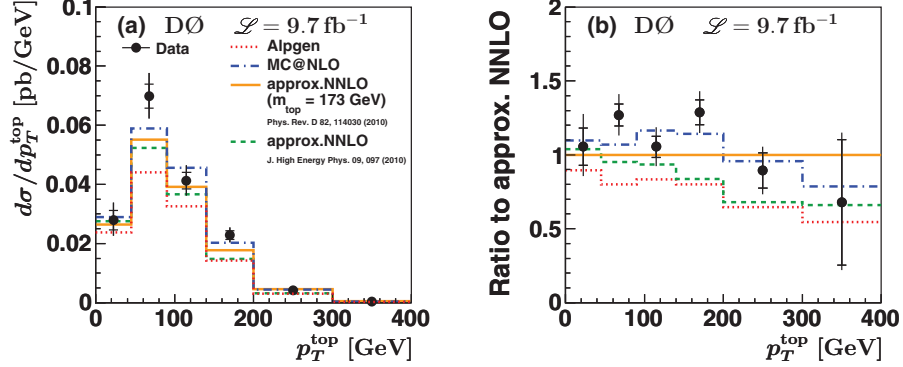 (a) DØ ℒ = 9.7 fb⁻¹
Data
Alpgen
MC@NLO
approx.NNLO
(m_top = 173 GeV)
Phys. Rev. D 82, 114030 (2010)
approx.NNLO
J. High Energy Phys. 09, 097 (2010)
dσ/dp_T^top [pb/GeV]
0.1
0.08
0.06
0.04
0.02
0
0 100 200 300 400
p_T^top [GeV]
(b) DØ ℒ = 9.7 fb⁻¹
Ratio to approx. NNLO
2
1.5
1
0.5
0
0 100 200 300 400
p_T^top [GeV]